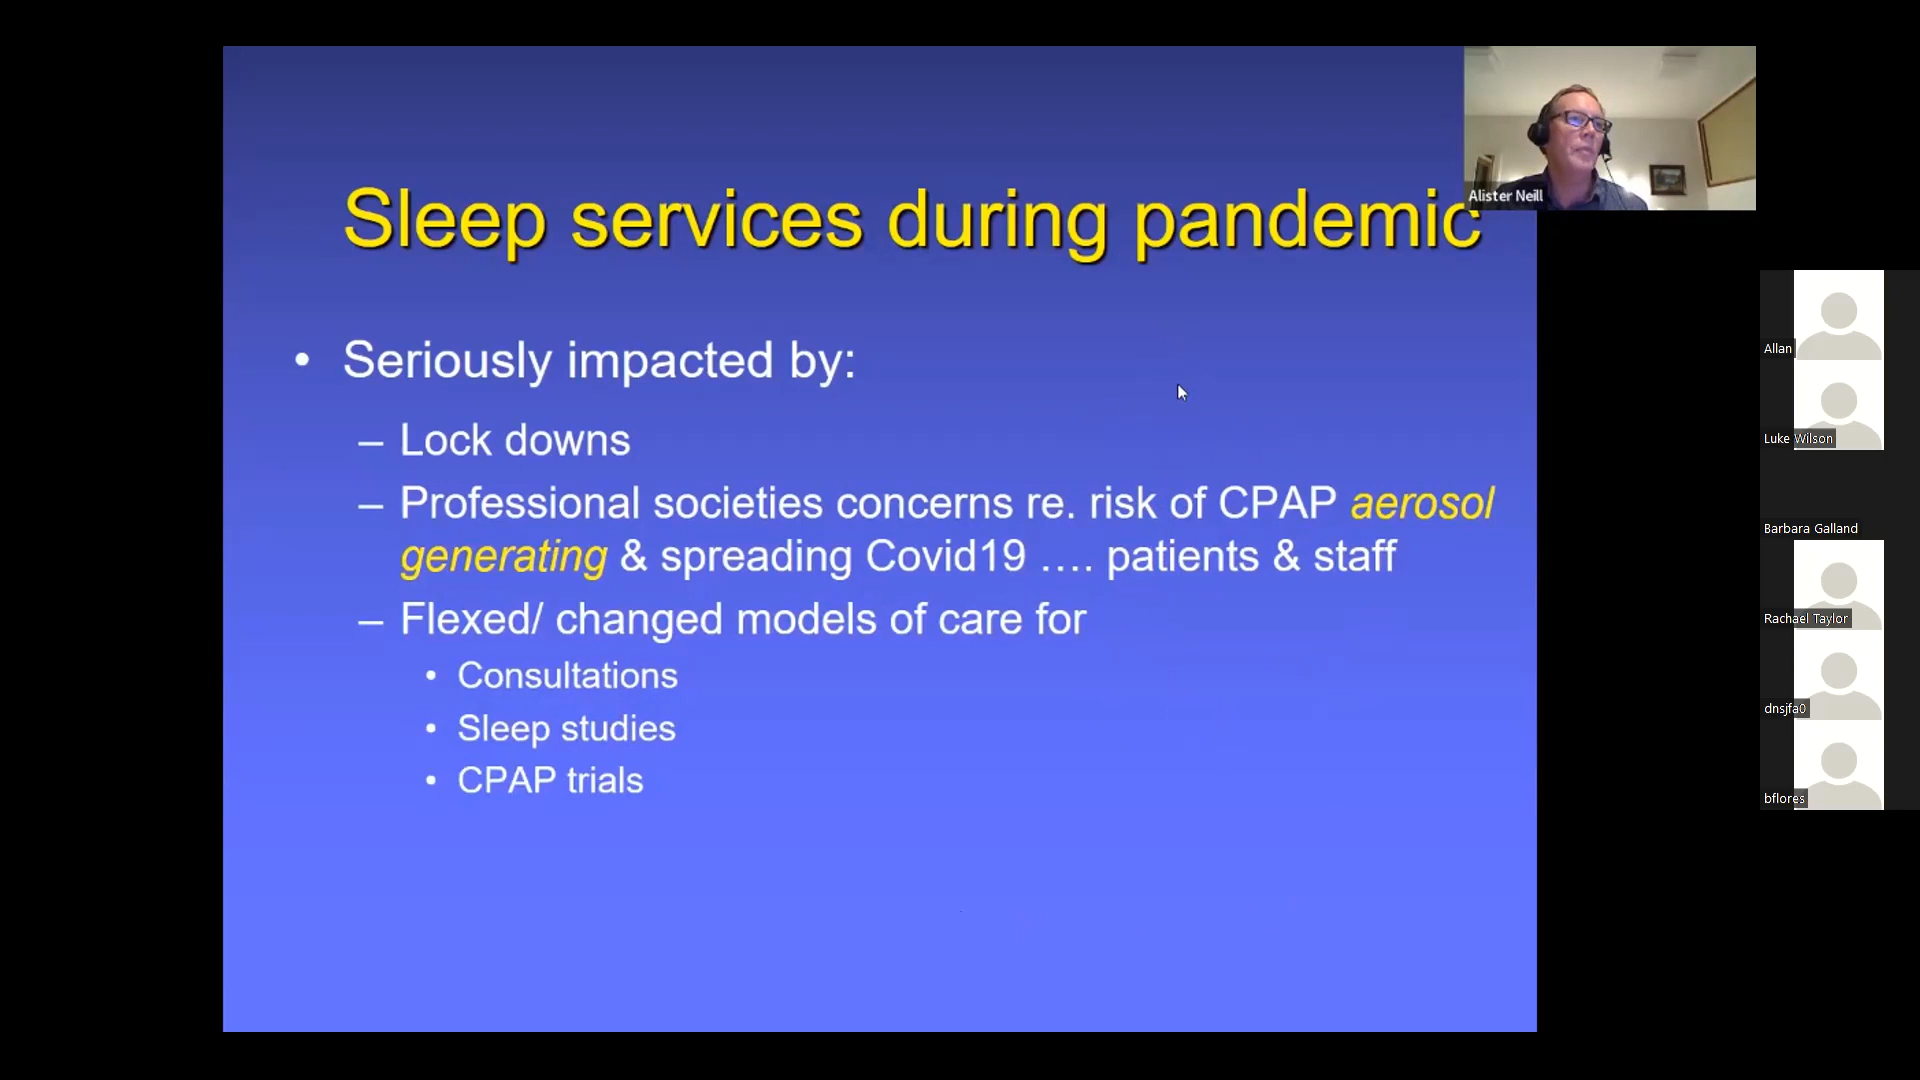 Sleep services during pandemic
Alister Neill
• Seriously impacted by:
– Lock downs
– Professional societies concerns re. risk of CPAP aerosol
generating & spreading Covid19 .... patients & staff
– Flexed/ changed models of care for
• Consultations
• Sleep studies
• CPAP trials
Allan
Luke Wilson
Barbara Galland
Rachael Taylor
dnsjfa0
bflores